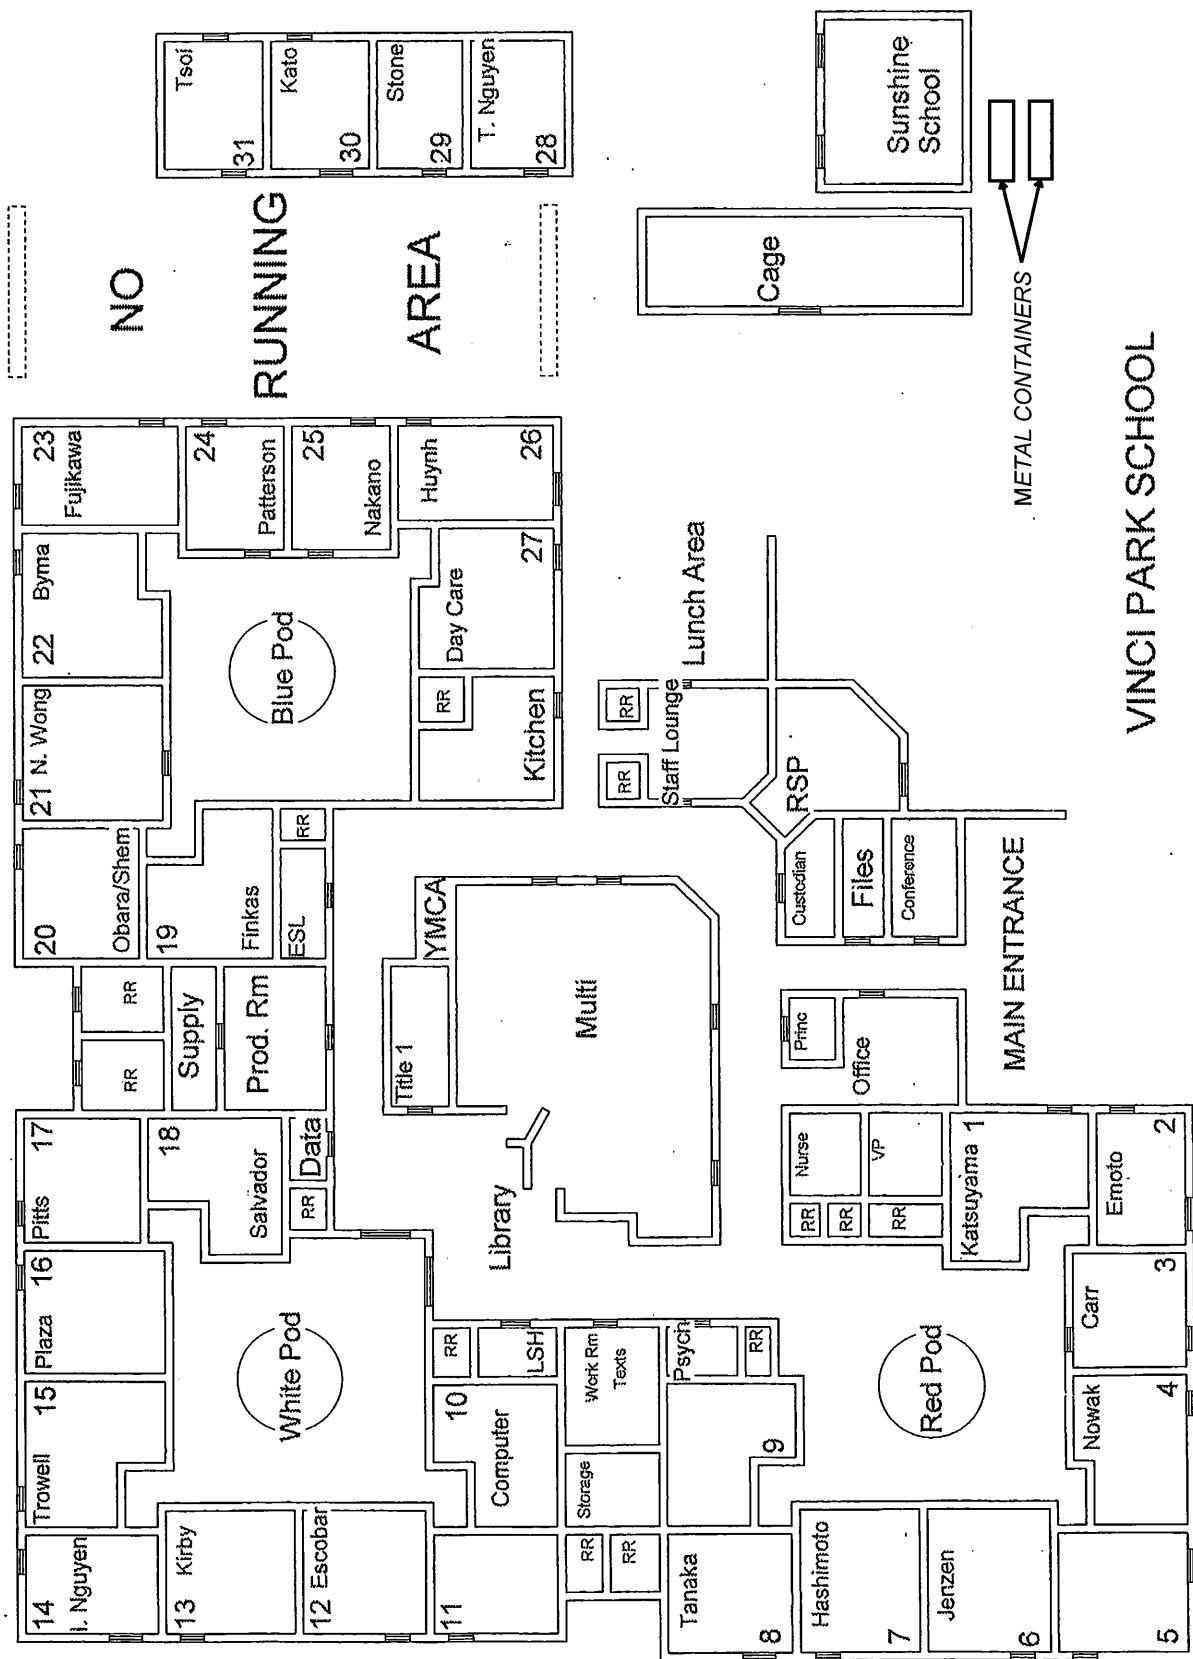 Tsoi
31
Kato
30
Stone
29
T. Nguyen
28
NO
RUNNING
AREA
Sunshine
School
Cage
METAL CONTAINERS
VINCI PARK SCHOOL
23
Fujikawa
24
Patterson
25
Nakano
Huynh
26
Byma
22
Blue Pod
Day Care
27
RR
Kitchen
21 N. Wong
20
Obara/Shem
19
Finkas
RR
ESL
Lunch Area
RR
RR
Staff Lounge
RSP
Custodian
Files
Conference
MAIN ENTRANCE
YMCA
Title 1
Multi
Library
Princ
Office
RR
RR
Supply
Prod. Rm
Data
RR
17
Pitts
18
Salvador
16
Plaza
15
Trowell
White Pod
14
I. Nguyen
13 Kirby
12 Escobar
11
10
Computer
RR
LSH
Work Rm
Texts
Storage
RR
RR
Psych
RR
9
Nurse
VP
RR
RR
RR
Katsuyama 1
2
Emoto
3
Carr
4
Nowak
Red Pod
Tanaka
8
Hashimoto
7
Jenzen
6
5